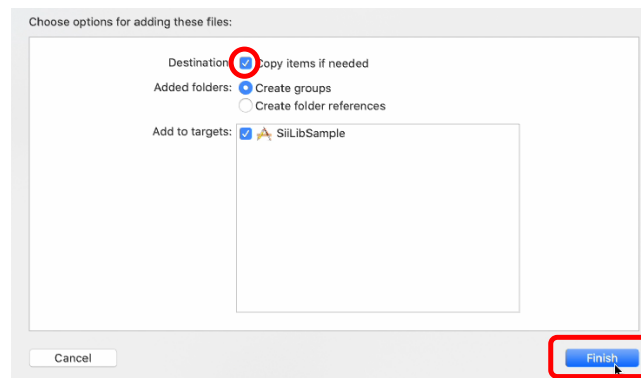 Choose options for adding these files:
Destination: Copy items if needed
Added folders: Create groups
Create folder references
Add to targets: SiiLibSample
Cancel
Finish